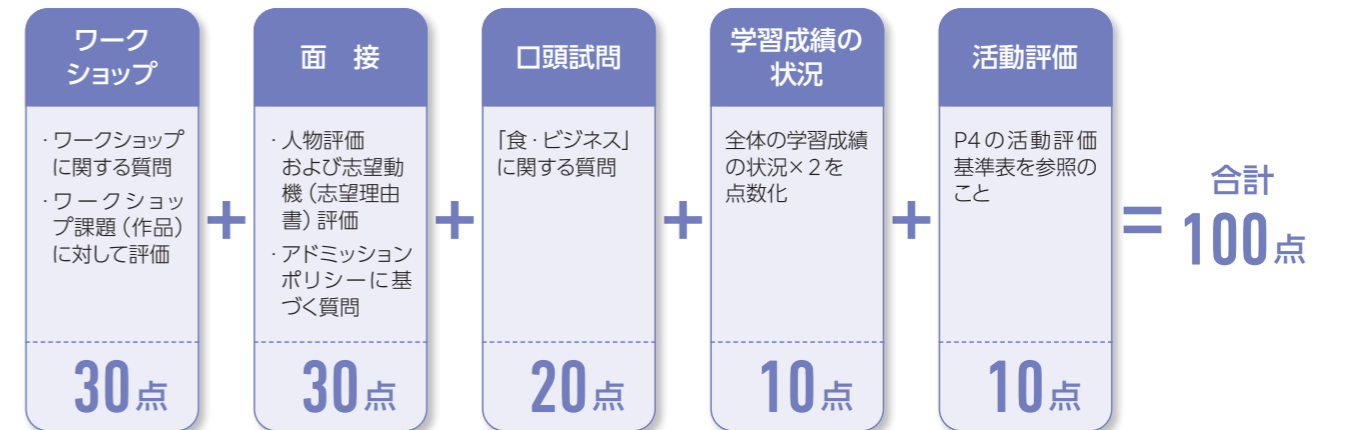 ワーク
ショップ
・ワークショップ
に関する質問
・ワークショッ
プ課題（作品）
に対して評価
30点
+
面　接
・人物評価
および志望動
機（志望理由
書）評価
・アドミッション
ポリシーに基
づく質問
30点
+
口頭試問
「食・ビジネス」
に関する質問
20点
+
学習成績の
状況
全体の学習成績
の状況×2を
点数化
10点
+
活動評価
P4の活動評価
基準表を参照の
こと
10点
=
合計
100点